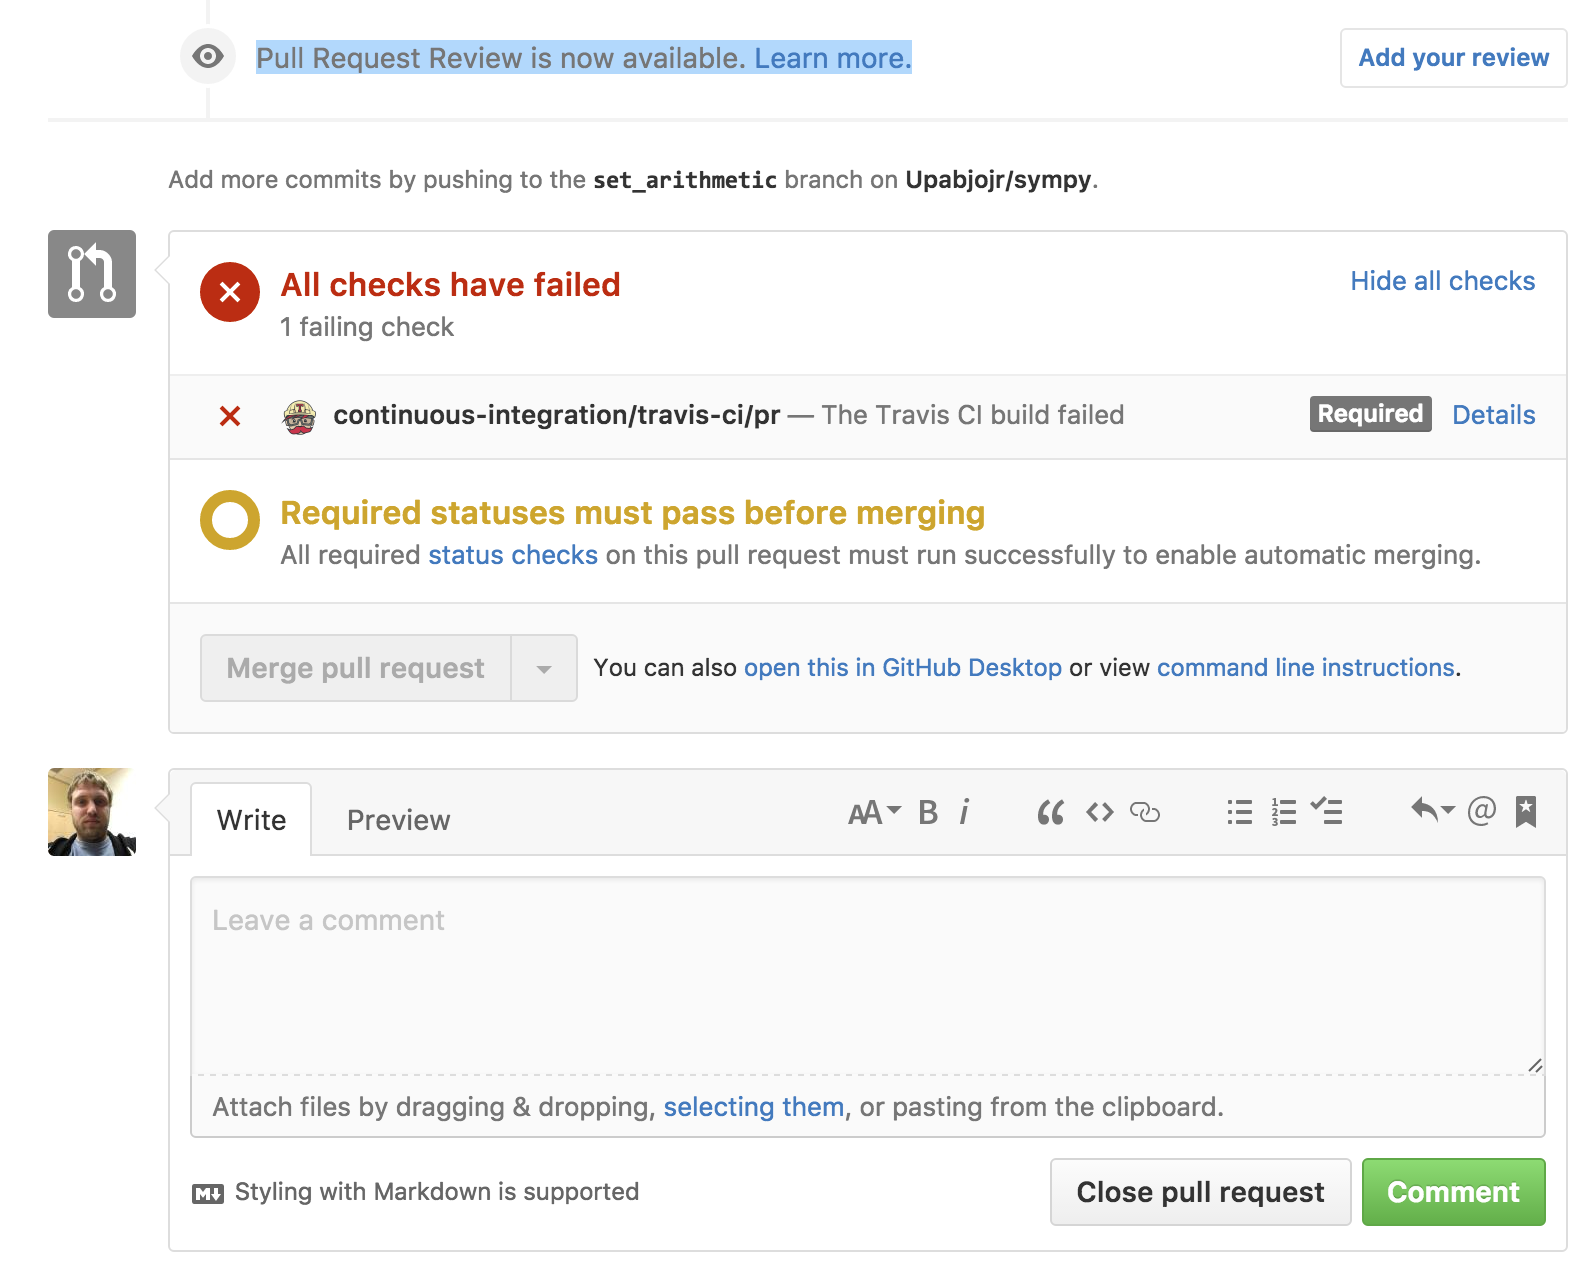 Pull Request Review is now available. Learn more.
Add your review
Add more commits by pushing to the set_arithmetic branch on Upabjojr/sympy.
All checks have failed
Hide all checks
1 failing check
continuous-integration/travis-ci/pr — The Travis CI build failed
Required
Details
Required statuses must pass before merging
All required status checks on this pull request must run successfully to enable automatic merging.
Merge pull request
You can also open this in GitHub Desktop or view command line instructions.
Write
Preview
Leave a comment
Attach files by dragging & dropping, selecting them, or pasting from the clipboard.
Styling with Markdown is supported
Close pull request
Comment